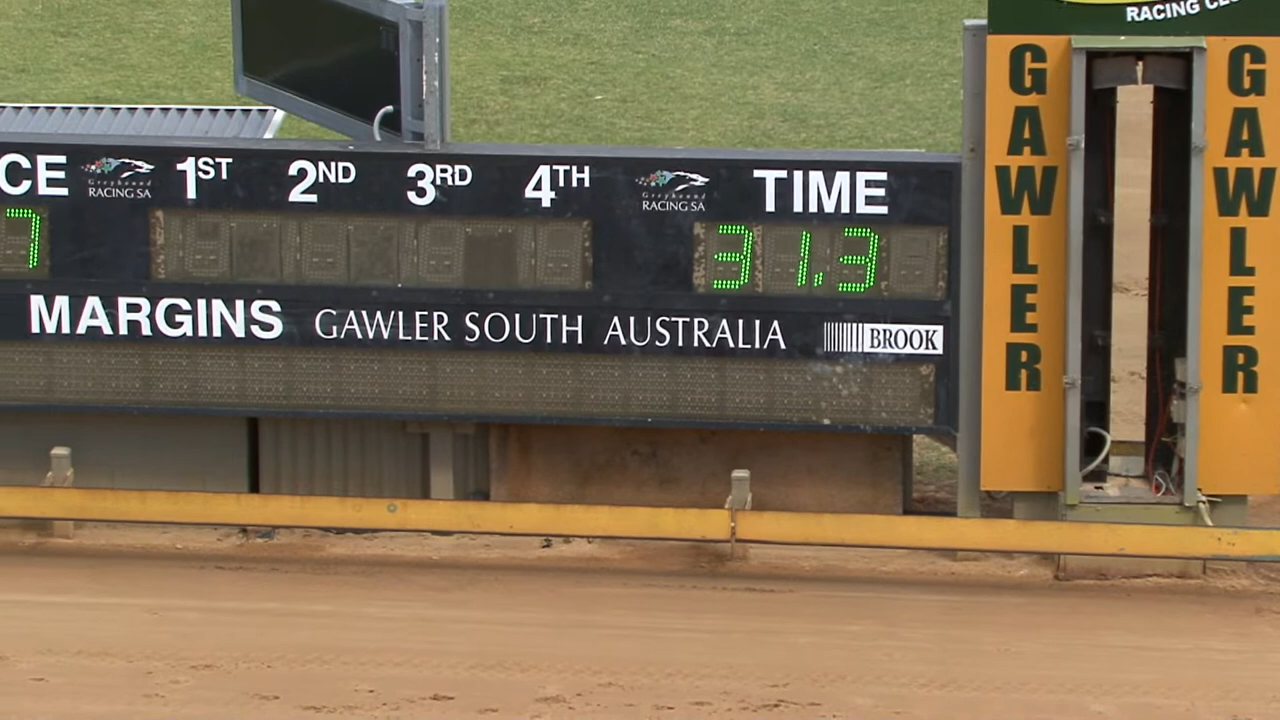 RACING
GAWLER
GAWLER
CE
Greyhound
RACING SA
1ST
2ND
3RD
4TH
Greyhound
RACING SA
TIME
7
31.3
MARGINS
GAWLER SOUTH AUSTRALIA
BROOK